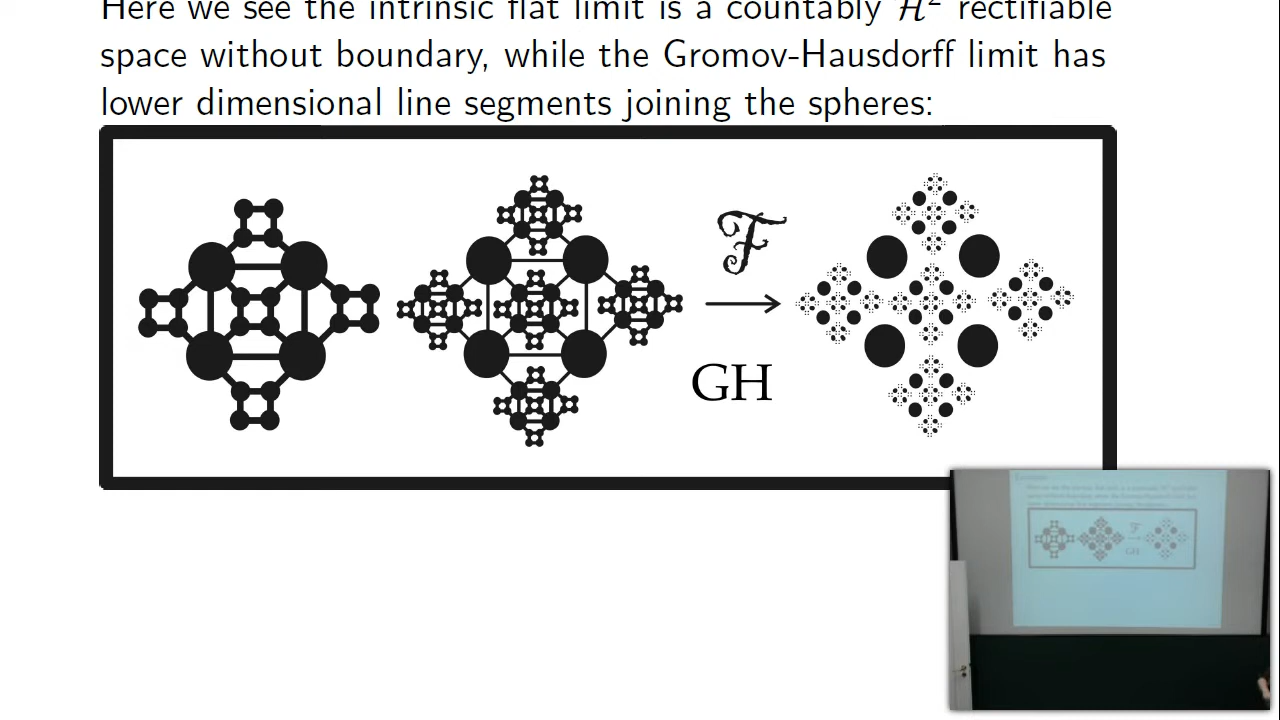 Here we see the intrinsic flat limit is a countably ℋ² rectifiable
space without boundary, while the Gromov-Hausdorff limit has
lower dimensional line segments joining the spheres:
ℱ
GH